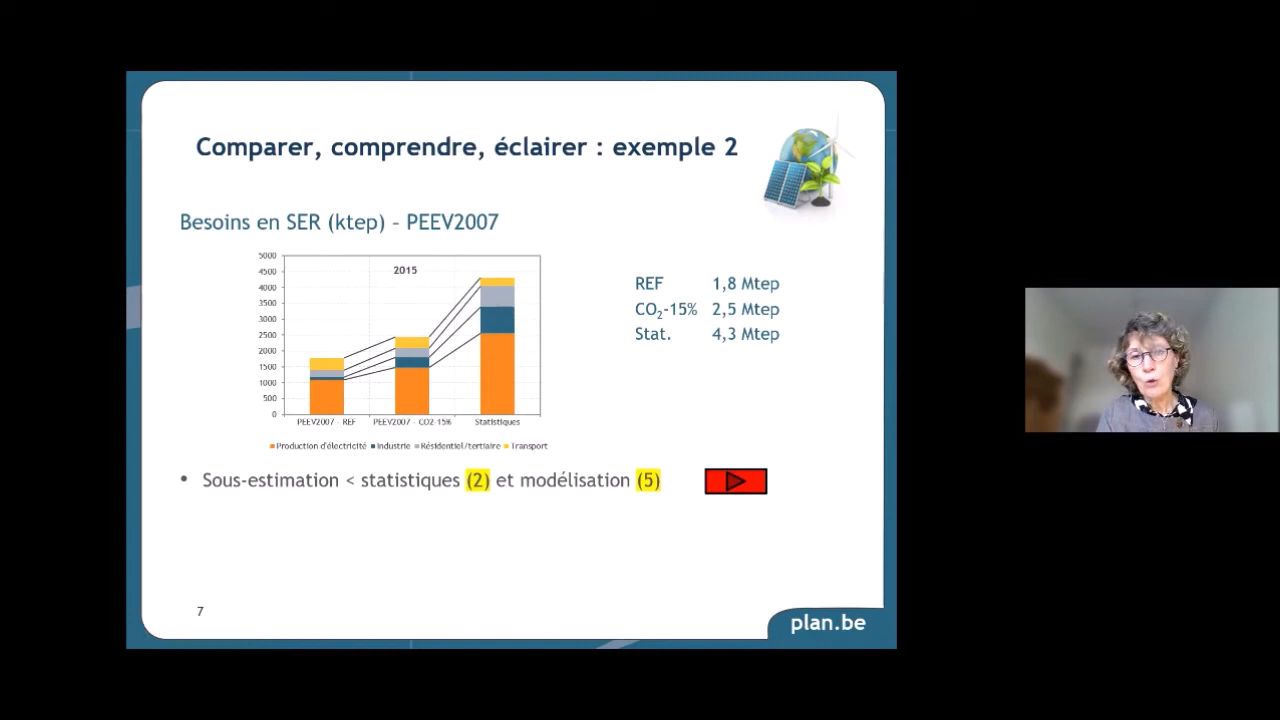 Comparer, comprendre, éclairer : exemple 2
Besoins en SER (ktep) – PEEV2007
5000
4500
4000
3500
3000
2500
2000
1500
1000
500
0
2015
PEEV2007 - REF
PEEV2007 - CO2-15%
Statistiques
Production d'électricité
Industrie
Résidentiel/tertiaire
Transport
REF 1,8 Mtep
CO₂-15% 2,5 Mtep
Stat. 4,3 Mtep
• Sous-estimation < statistiques (2) et modélisation (5)
7
plan.be